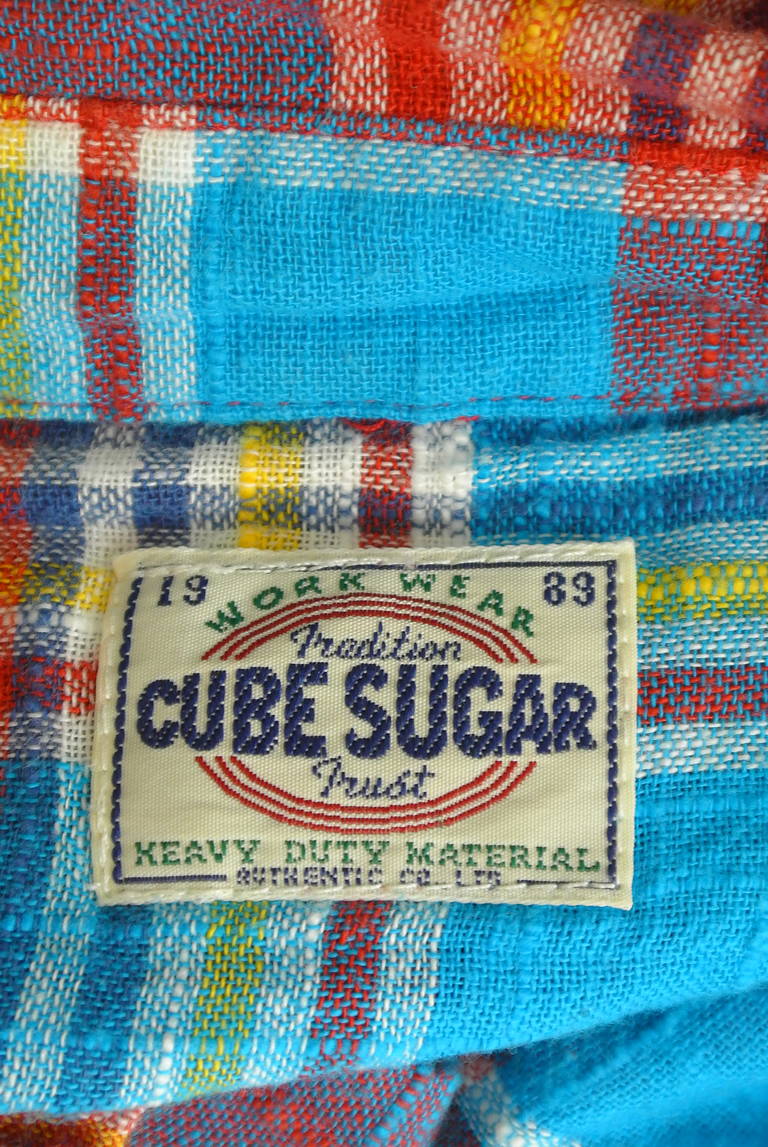 19 89
WORK WEAR
Tradition
CUBE SUGAR
Trust
HEAVY DUTY MATERIAL
AUTHENTIC CO. LTD